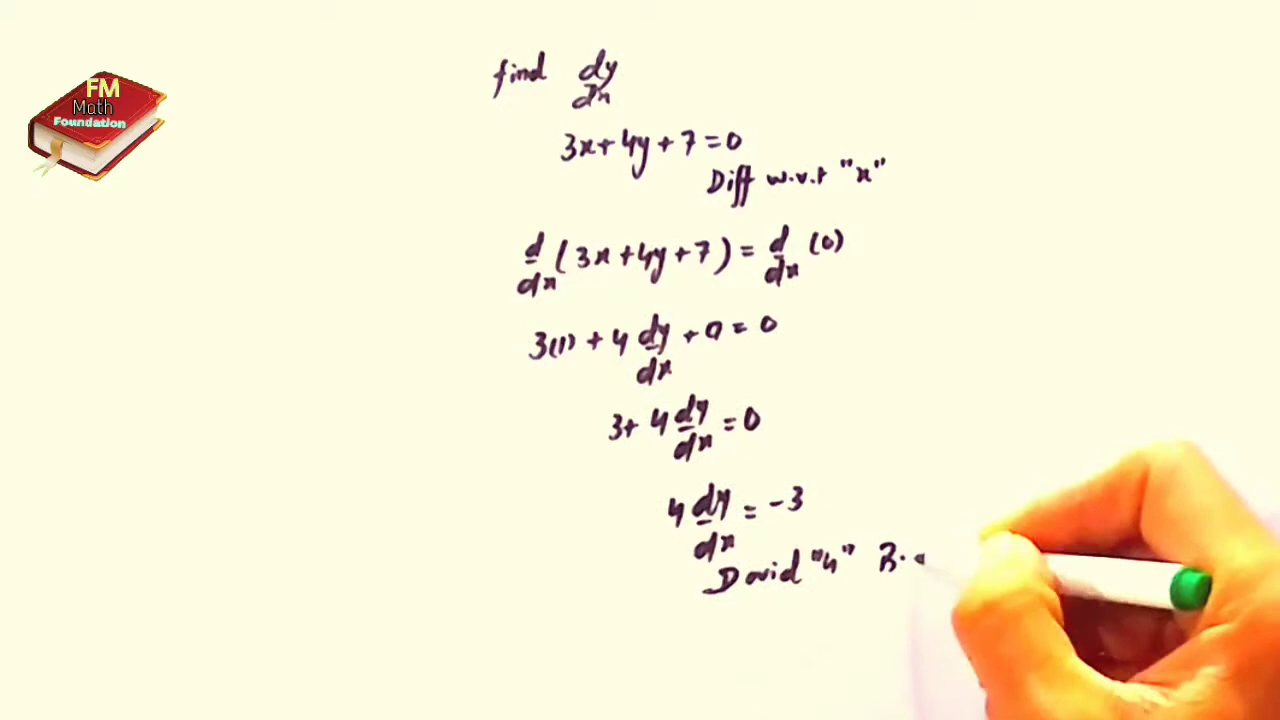 FM
Math
Foundation
find dy/dx
3x+4y+7=0
Diff w.r.t "x"
d/dx (3x+4y+7) = d/dx (0)
3(1) + 4 dy/dx + 0 = 0
3+ 4 dy/dx = 0
4 dy/dx = -3
David "4" B.